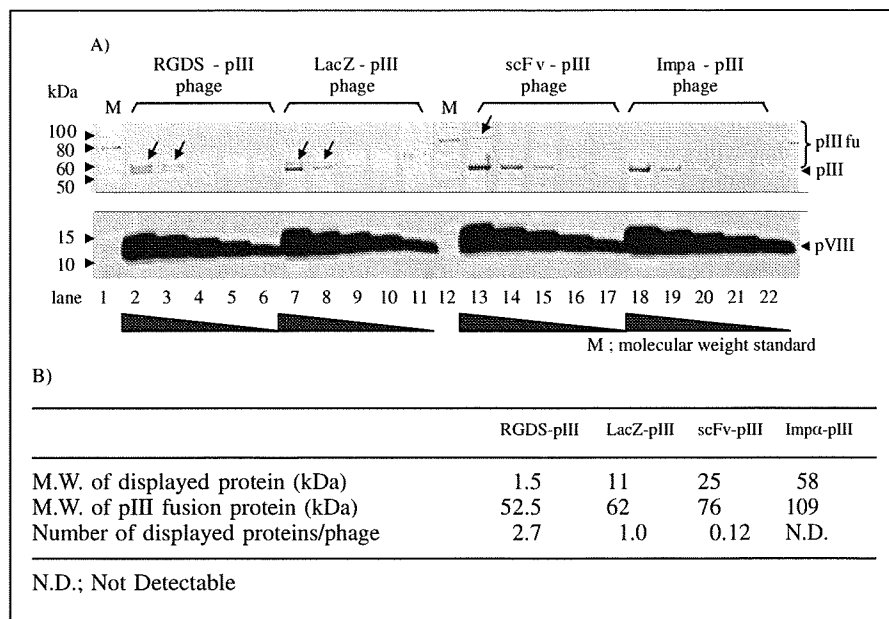 A)
RGDS - pIII phage
LacZ - pIII phage
scFv - pIII phage
Impa - pIII phage
kDa
M
M
100
80
60
50
pIII fu
pIII
15
10
pVIII
lane 1 2 3 4 5 6 7 8 9 10 11 12 13 14 15 16 17 18 19 20 21 22
M ; molecular weight standard
B)
RGDS-pIII LacZ-pIII scFv-pIII Impα-pIII
M.W. of displayed protein (kDa) 1.5 11 25 58
M.W. of pIII fusion protein (kDa) 52.5 62 76 109
Number of displayed proteins/phage 2.7 1.0 0.12 N.D.
N.D.; Not Detectable